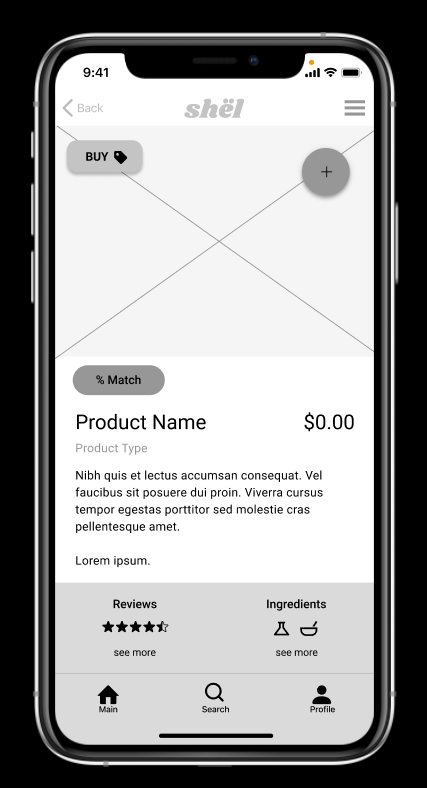 9:41
Back
shël
BUY
+
% Match
Product Name
$0.00
Product Type
Nibh quis et lectus accumsan consequat. Vel
faucibus sit posuere dui proin. Viverra cursus
tempor egestas porttitor sed molestie cras
pellentesque amet.
Lorem ipsum.
Reviews
Ingredients
see more
see more
Main
Search
Profile